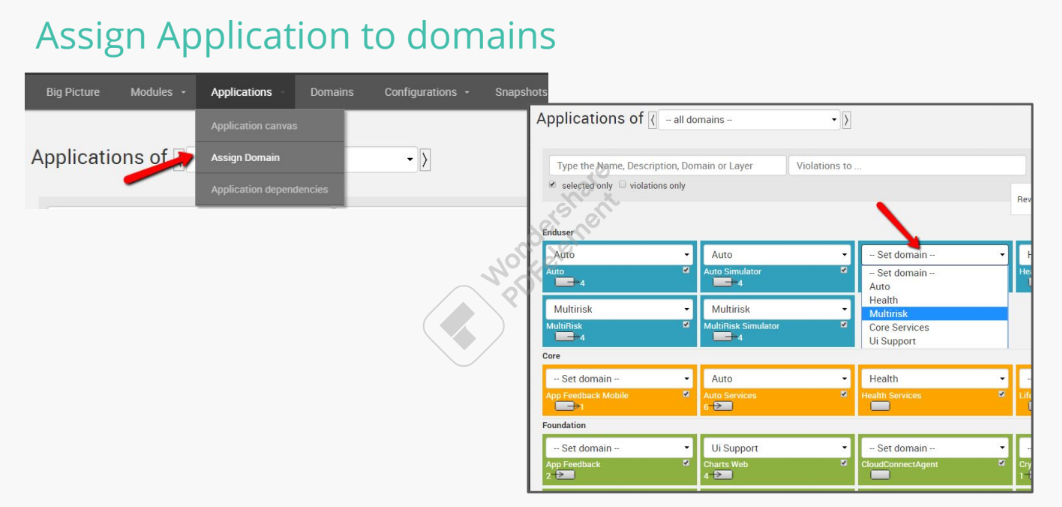 Assign Application to domains
Big Picture Modules Applications Domains Configurations Snapshots
Application canvas
Applications of
Assign Domain
Application dependencies
Applications of -- all domains --
Type the Name, Description, Domain or Layer Violations to ...
selected only violations only
Rev
Enduser
Auto Auto -- Set domain --
Auto Auto Simulator
4 4
-- Set domain --
Auto
Health
Multirisk
Core Services
Ui Support
Multirisk Multirisk
MultiRisk MultiRisk Simulator
4 4
Core
-- Set domain -- Auto Health
App Feedback Mobile Auto Services Health Services
1 6
Foundation
-- Set domain -- Ui Support -- Set domain --
App Feedback Charts Web CloudConnectAgent
2 4 1
Wondershare
PDFelement